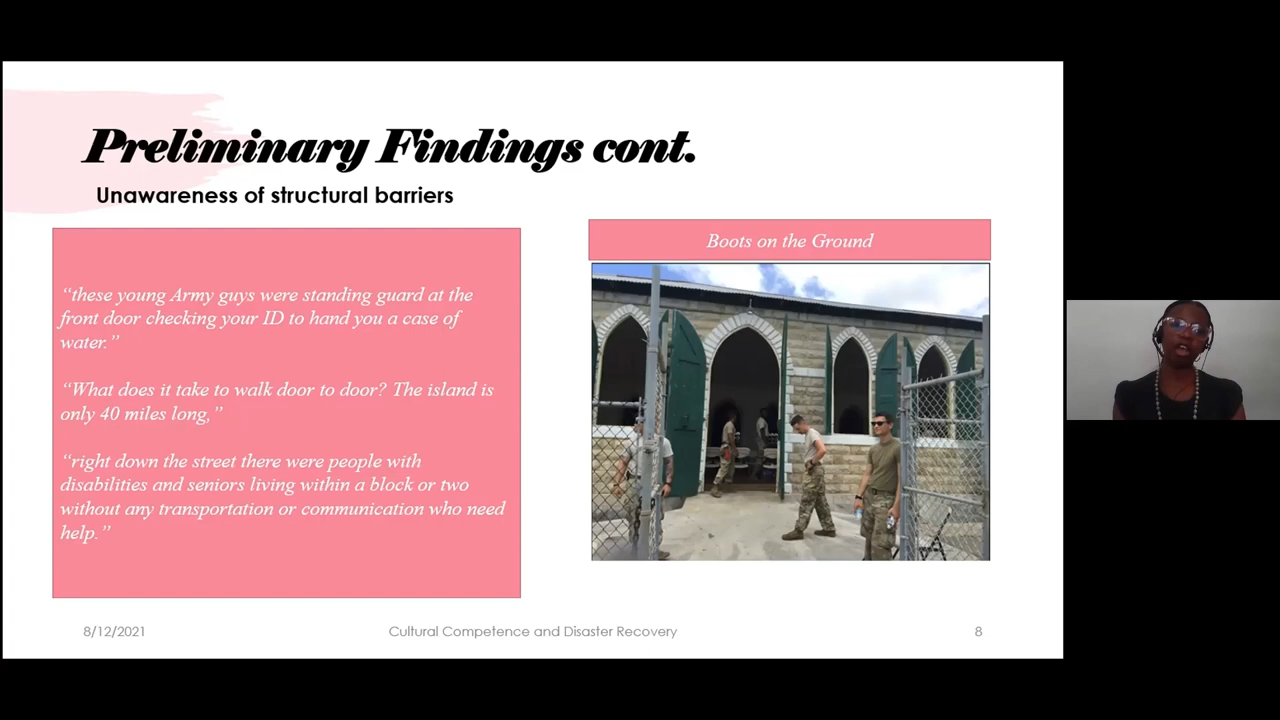 Preliminary Findings cont.
Unawareness of structural barriers
“these young Army guys were standing guard at the
front door checking your ID to hand you a case of
water.”
“What does it take to walk door to door? The island is
only 40 miles long,”
“right down the street there were people with
disabilities and seniors living within a block or two
without any transportation or communication who need
help.”
Boots on the Ground
8/12/2021
Cultural Competence and Disaster Recovery
8